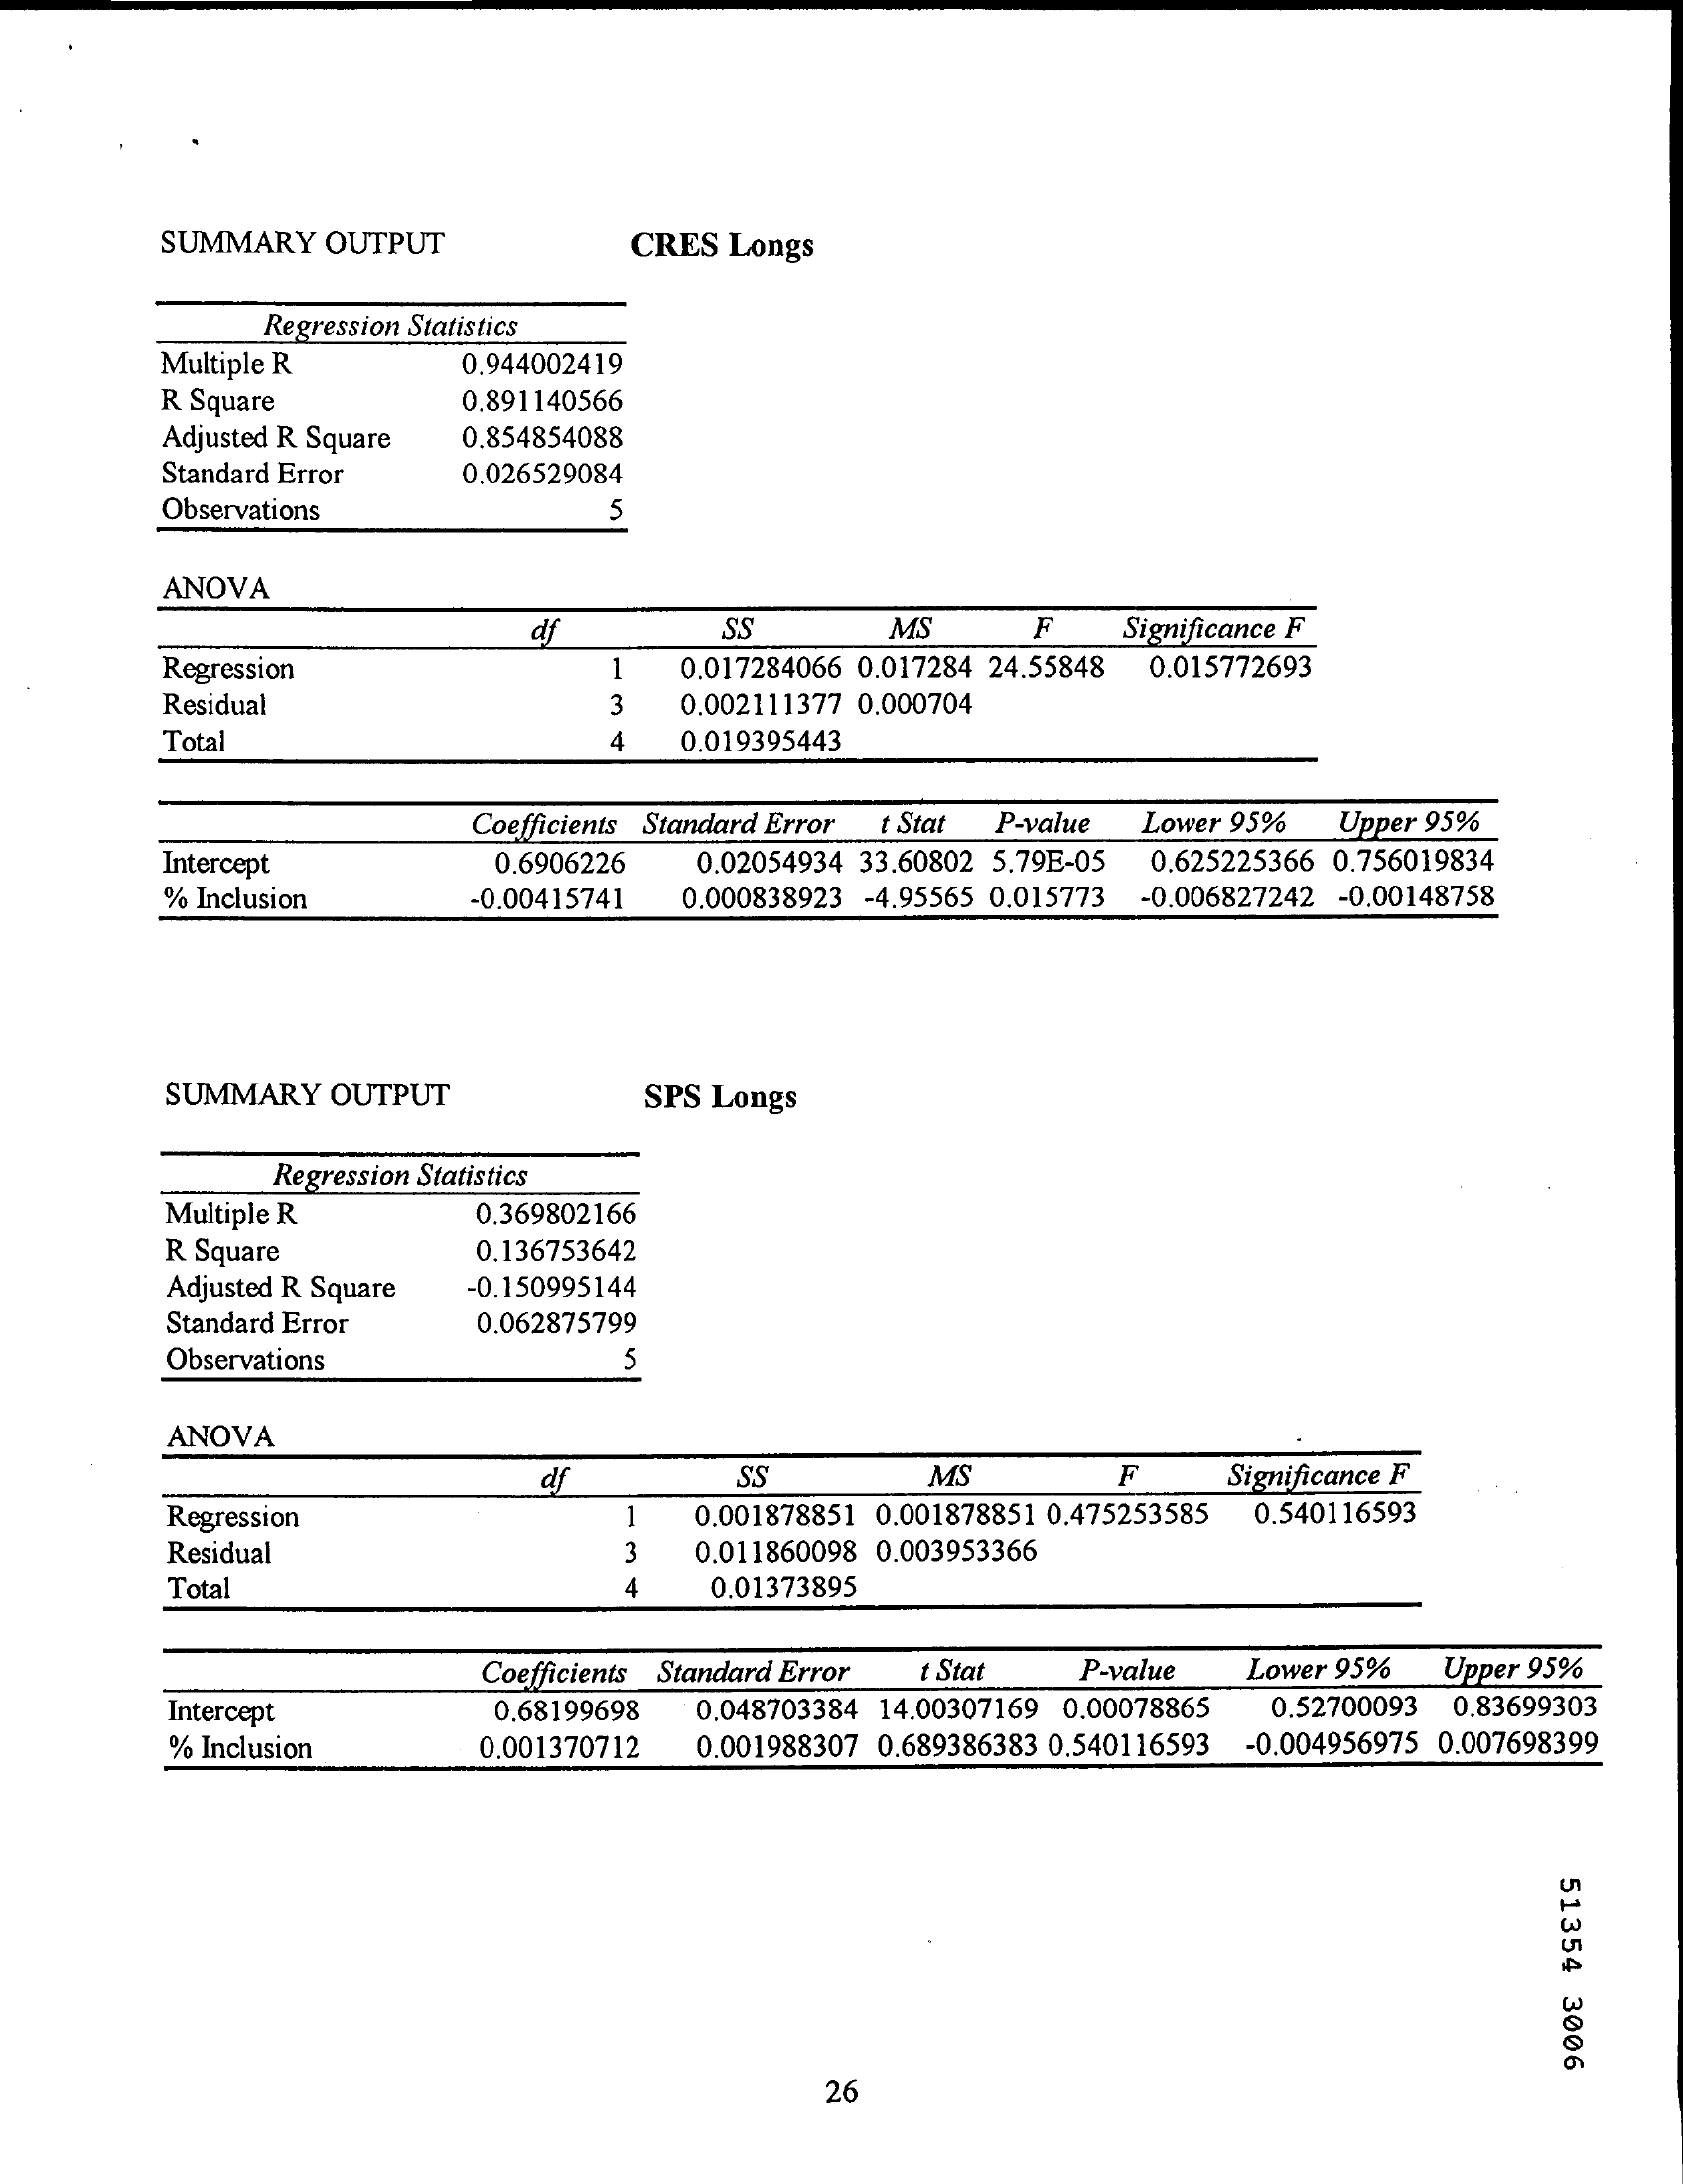 SUMMARY OUTPUT CRES Longs
Regression Statistics
Multiple R 0.944002419
R Square 0.891140566
Adjusted R Square 0.854854088
Standard Error 0.026529084
Observations 5
ANOVA
df SS MS F Significance F
Regression 1 0.017284066 0.017284 24.55848 0.015772693
Residual 3 0.002111377 0.000704
Total 4 0.019395443
Coefficients Standard Error t Stat P-value Lower 95% Upper 95%
Intercept 0.6906226 0.02054934 33.60802 5.79E-05 0.625225366 0.756019834
% Inclusion -0.00415741 0.000838923 -4.95565 0.015773 -0.006827242 -0.00148758
SUMMARY OUTPUT SPS Longs
Regression Statistics
Multiple R 0.369802166
R Square 0.136753642
Adjusted R Square -0.150995144
Standard Error 0.062875799
Observations 5
ANOVA
df SS MS F Significance F
Regression 1 0.001878851 0.001878851 0.475253585 0.540116593
Residual 3 0.011860098 0.003953366
Total 4 0.01373895
Coefficients Standard Error t Stat P-value Lower 95% Upper 95%
Intercept 0.68199698 0.048703384 14.00307169 0.00078865 0.52700093 0.83699303
% Inclusion 0.001370712 0.001988307 0.689386383 0.540116593 -0.004956975 0.007698399
51354 3006
26